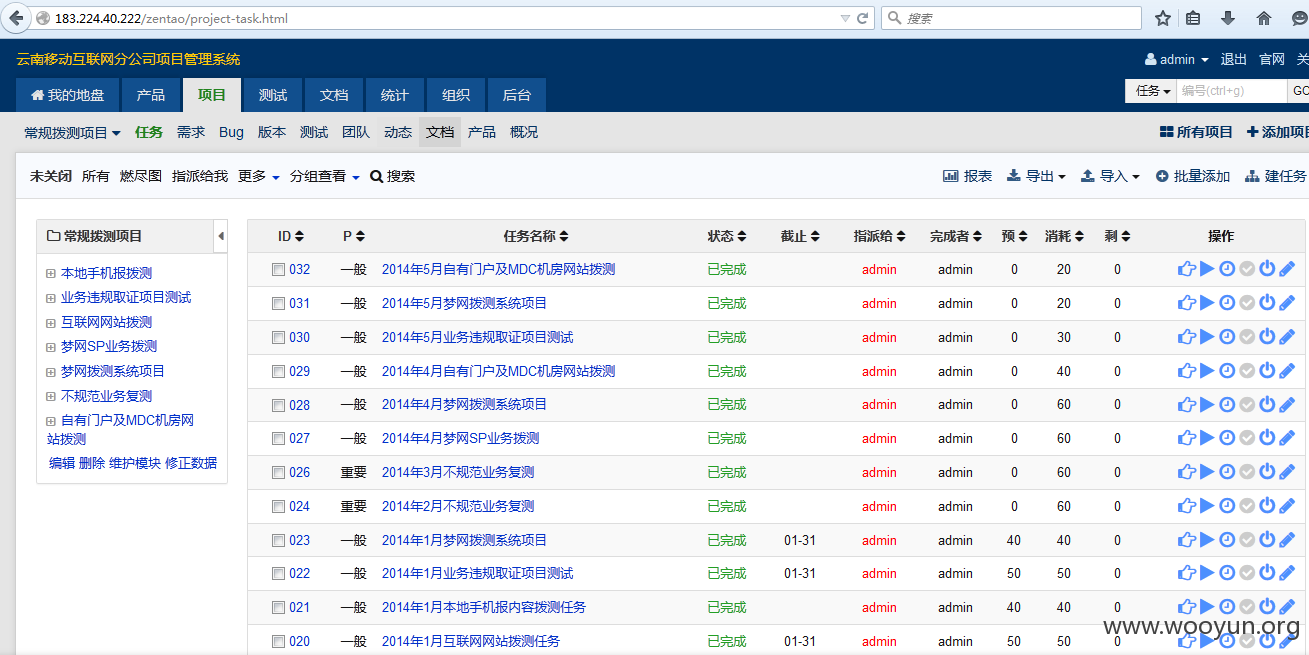 183.224.40.222/zentao/project-task.html
搜索
云南移动互联网分公司项目管理系统
admin 退出 官网
我的地盘 产品 项目 测试 文档 统计 组织 后台
任务 编号(ctrl+g) GO
常规拨测项目 任务 需求 Bug 版本 测试 团队 动态 文档 产品 概况
所有项目 添加项目
未关闭 所有 燃尽图 指派给我 更多 分组查看 搜索
报表 导出 导入 批量添加 建任务
常规拨测项目
本地手机报拨测
业务违规取证项目测试
互联网网站拨测
梦网SP业务拨测
梦网拨测系统项目
不规范业务复测
自有门户及MDC机房网
站拨测
编辑 删除 维护模块 修正数据
ID P 任务名称 状态 截止 指派给 完成者 预 消耗 剩 操作
032 一般 2014年5月自有门户及MDC机房网站拨测 已完成 admin admin 0 20 0
031 一般 2014年5月梦网拨测系统项目 已完成 admin admin 0 20 0
030 一般 2014年5月业务违规取证项目测试 已完成 admin admin 0 30 0
029 一般 2014年4月自有门户及MDC机房网站拨测 已完成 admin admin 0 40 0
028 一般 2014年4月梦网拨测系统项目 已完成 admin admin 0 60 0
027 一般 2014年4月梦网SP业务拨测 已完成 admin admin 0 60 0
026 重要 2014年3月不规范业务复测 已完成 admin admin 0 60 0
024 重要 2014年2月不规范业务复测 已完成 admin admin 0 60 0
023 一般 2014年1月梦网拨测系统项目 已完成 01-31 admin admin 40 40 0
022 一般 2014年1月业务违规取证项目测试 已完成 01-31 admin admin 50 50 0
021 一般 2014年1月本地手机报内容拨测任务 已完成 admin admin 40 40 0
020 一般 2014年1月互联网网站拨测任务 已完成 01-31 admin admin 50 50 0
www.wooyun.org